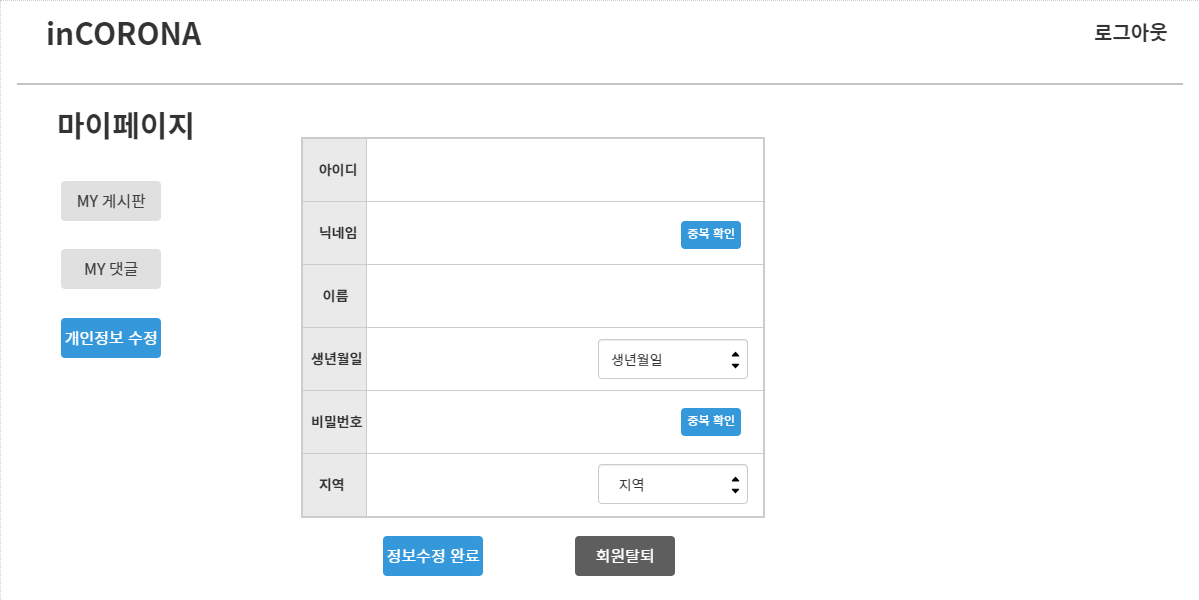 inCORONA
로그아웃
마이페이지
MY 게시판
MY 댓글
개인정보 수정
아이디
닉네임
중복 확인
이름
생년월일
생년월일
비밀번호
중복 확인
지역
지역
정보수정 완료
회원탈퇴